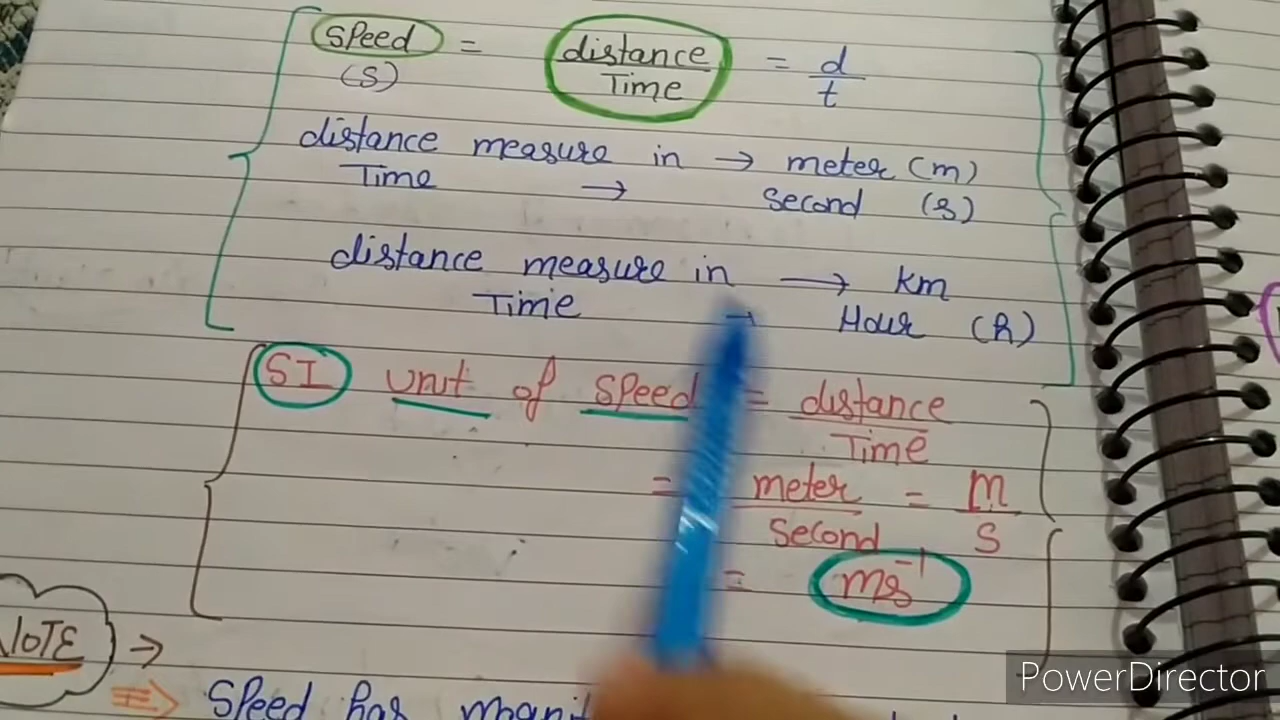 Speed = distance/Time = d/t
(S)
distance measure in → meter (m)
Time → Second (s)
distance measure in → km
Time → Hour (h)
SI Unit of Speed = distance/Time
= meter/Second = m/s
= ms⁻¹
NOTE →
⇒ Speed has
PowerDirector